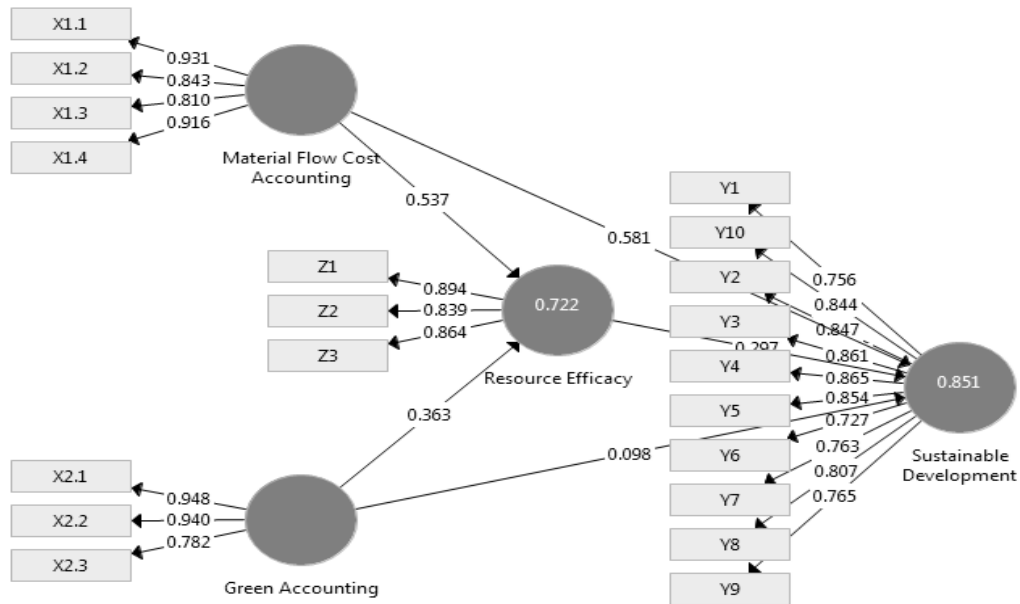 X1.1
0.931
X1.2
0.843
X1.3
0.810
X1.4
0.916
Material Flow Cost
Accounting
0.537
0.581
Z1
0.894
Z2
0.839
Z3
0.864
0.722
Resource Efficacy
0.297
0.363
0.098
X2.1
0.948
X2.2
0.940
X2.3
0.782
Green Accounting
Y1
0.756
Y10
0.844
Y2
0.847
Y3
0.861
Y4
0.865
Y5
0.854
Y6
0.727
Y7
0.763
Y8
0.807
Y9
0.765
0.851
Sustainable
Development